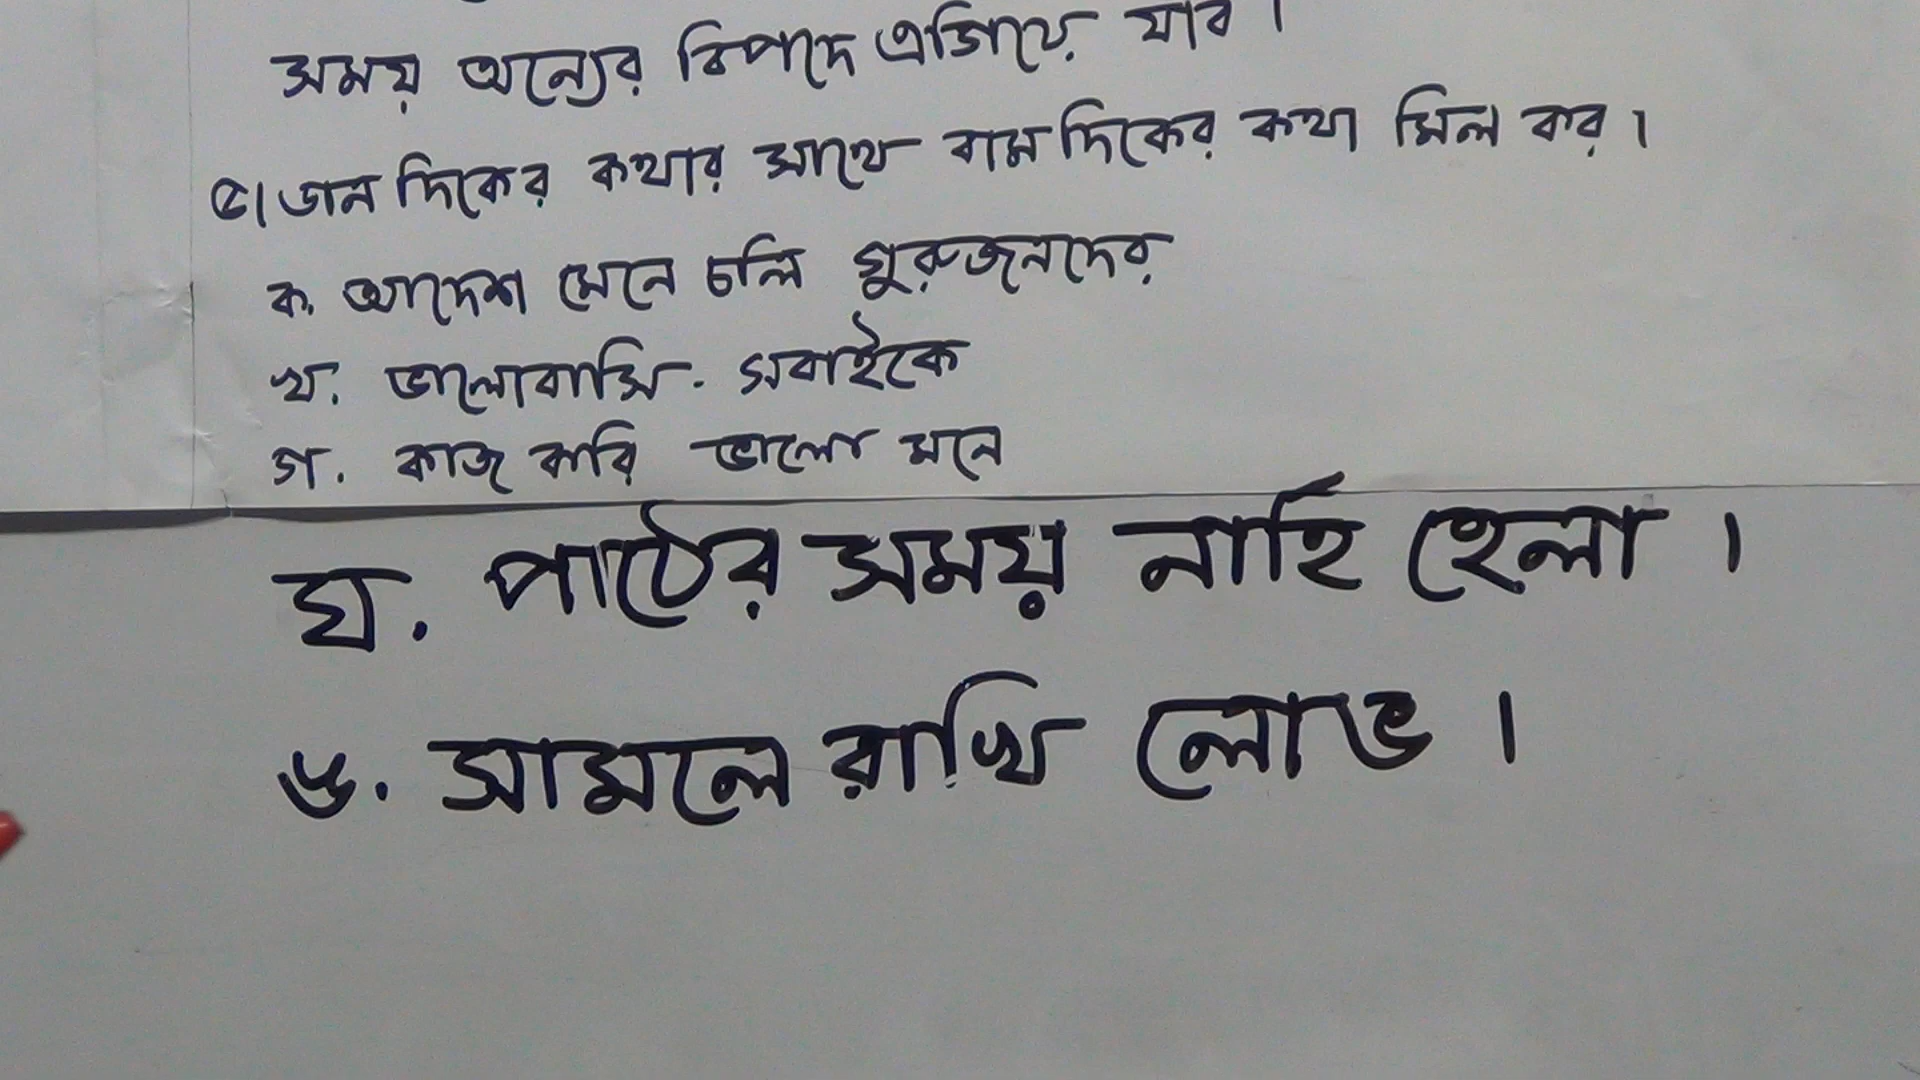 সময় অন্যের বিপদে এগিয়ে যাব।
৫। ডান দিকের কথার সাথে বাম দিকের কথা মিল কর।
ক. আদেশ মেনে চলি গুরুজনদের
খ. ভালোবাসি. সবাইকে
গ. কাজ করি ভালো মনে
ঘ. পাঠের সময় নাহি হেলা।
ঙ. সামলে রাখি লোভ।